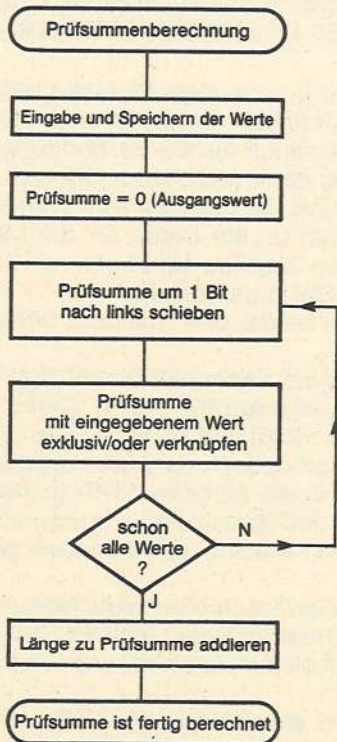 Prüfsummenberechnung
Eingabe und Speichern der Werte
Prüfsumme = 0 (Ausgangswert)
Prüfsumme um 1 Bit
nach links schieben
Prüfsumme
mit eingegebenem Wert
exklusiv/oder verknüpfen
schon
alle Werte
?
N
J
Länge zu Prüfsumme addieren
Prüfsumme ist fertig berechnet